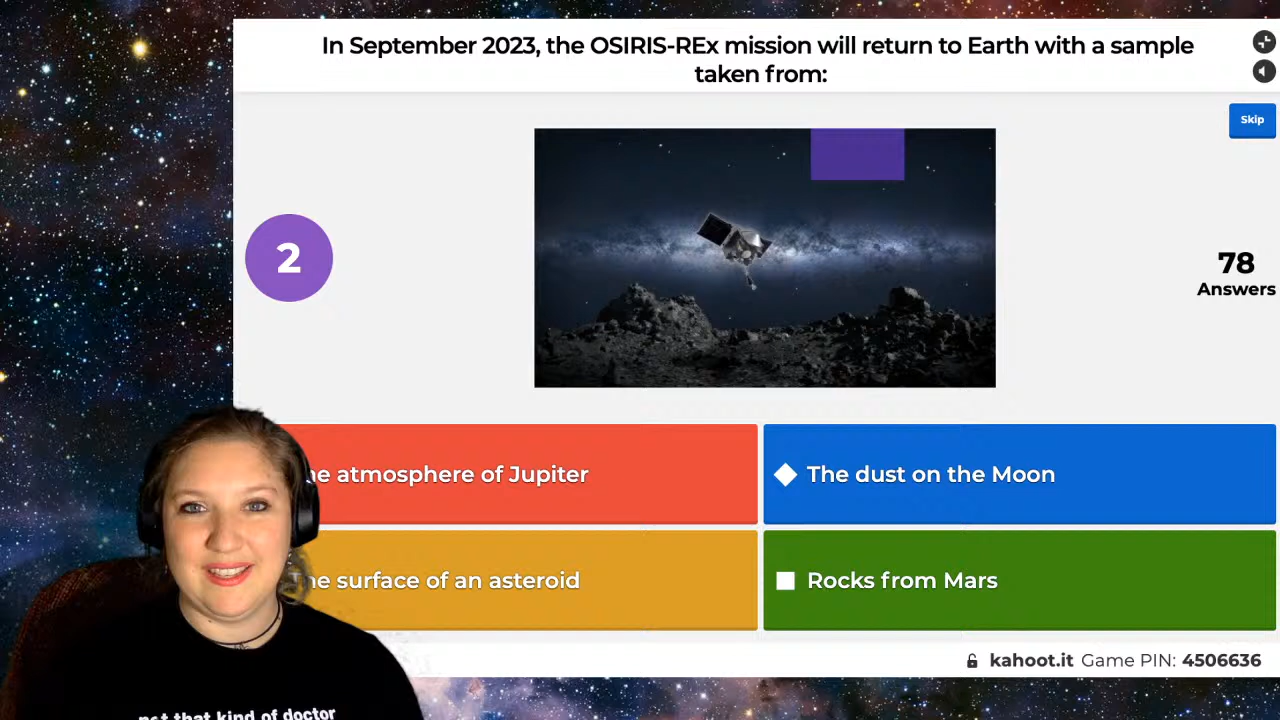 In September 2023, the OSIRIS-REx mission will return to Earth with a sample
taken from:
Skip
2
78
Answers
he atmosphere of Jupiter
The dust on the Moon
The surface of an asteroid
Rocks from Mars
kahoot.it Game PIN: 4506636
not that kind of doctor